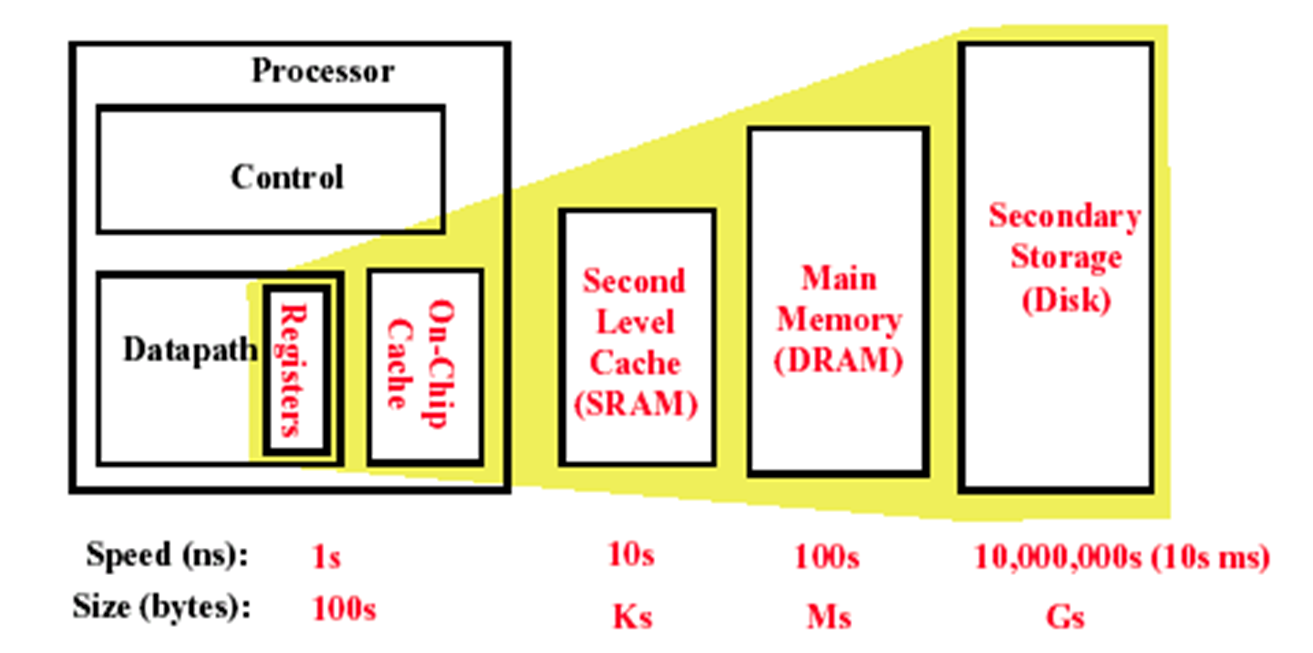 Processor
Control
Datapath
Registers
On-Chip
Cache
Second
Level
Cache
(SRAM)
Main
Memory
(DRAM)
Secondary
Storage
(Disk)
Speed (ns): 1s 10s 100s 10,000,000s (10s ms)
Size (bytes): 100s Ks Ms Gs